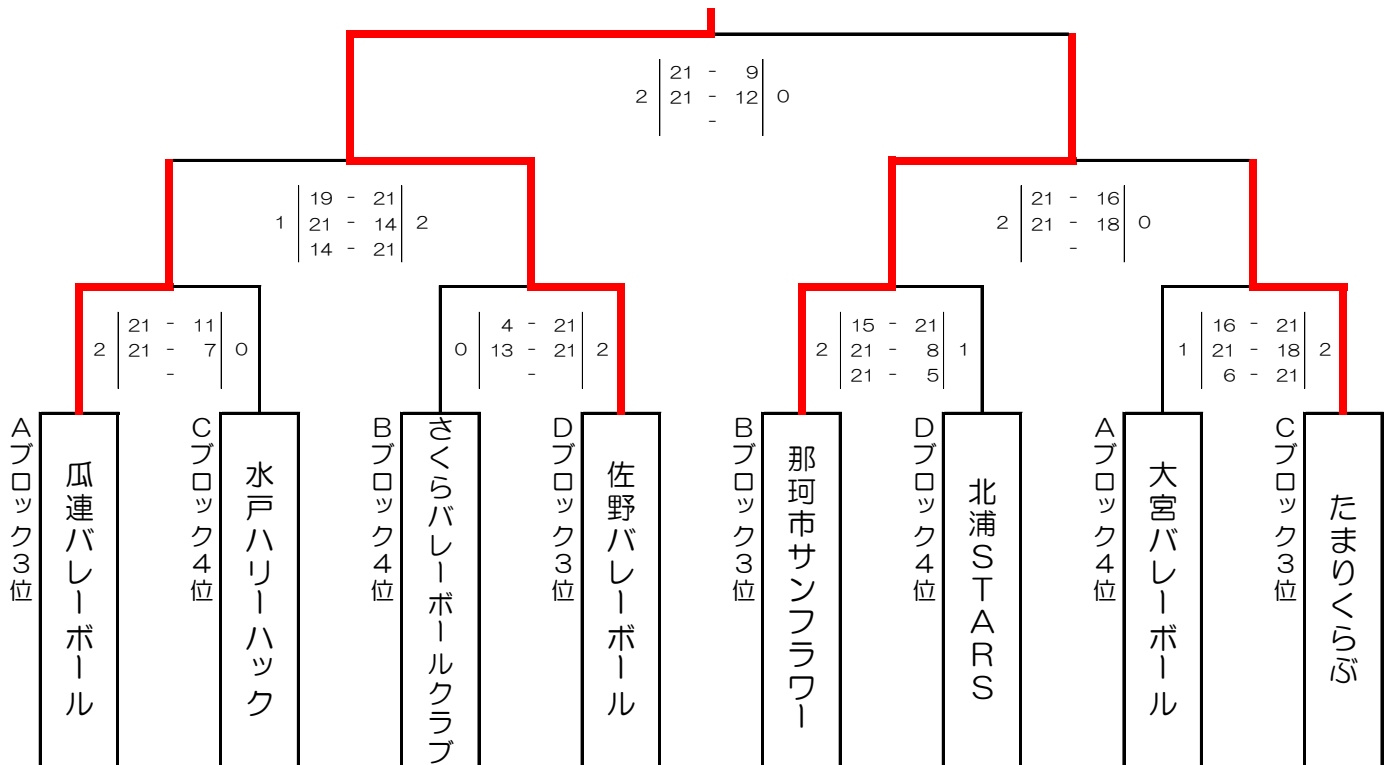 21 - 9
2 21 - 12 0
-
19 - 21
1 21 - 14 2
14 - 21
21 - 16
2 21 - 18 0
-
21 - 11
2 21 - 7 0
-
4 - 21
0 13 - 21 2
-
15 - 21
2 21 - 8 1
21 - 5
16 - 21
1 21 - 18 2
6 - 21
Aブロック3位
瓜連バレーボール
Cブロック4位
水戸ハリーハック
Bブロック4位
さくらバレーボールクラブ
Dブロック3位
佐野バレーボール
Bブロック3位
那珂市サンフラワー
Dブロック4位
北浦STARS
Aブロック4位
大宮バレーボール
Cブロック3位
たまりくらぶ